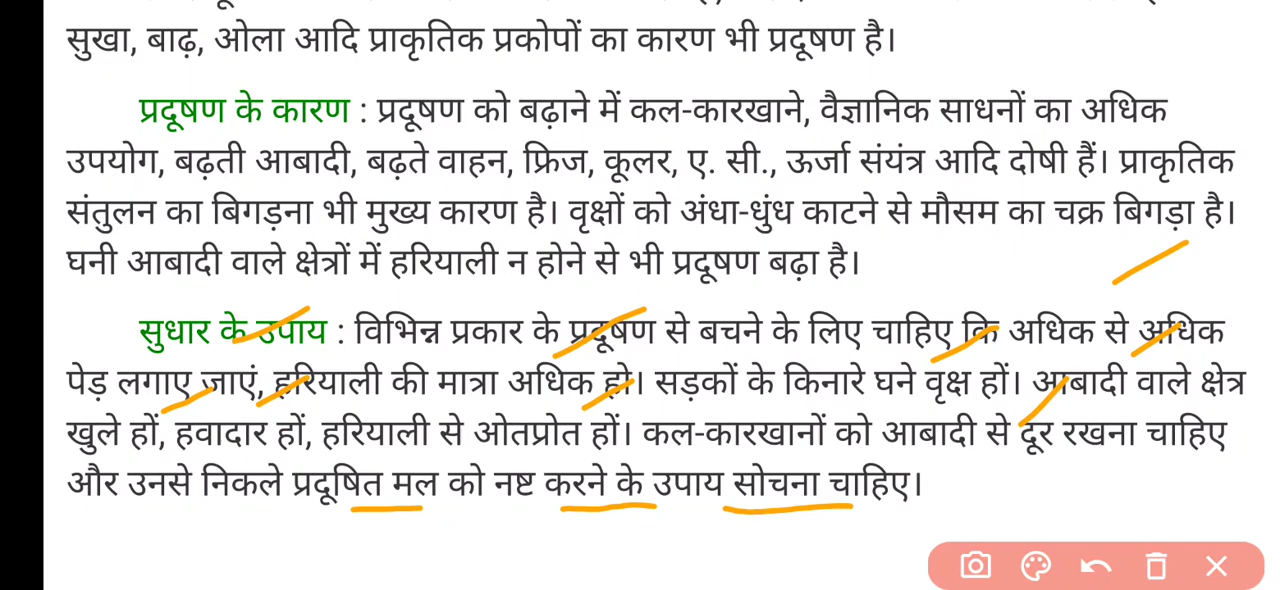 सुखा, बाढ़, ओला आदि प्राकृतिक प्रकोपों का कारण भी प्रदूषण है।
प्रदूषण के कारण : प्रदूषण को बढ़ाने में कल-कारखाने, वैज्ञानिक साधनों का अधिक
उपयोग, बढ़ती आबादी, बढ़ते वाहन, फ्रिज, कूलर, ए. सी., ऊर्जा संयंत्र आदि दोषी हैं। प्राकृतिक
संतुलन का बिगड़ना भी मुख्य कारण है। वृक्षों को अंधा-धुंध काटने से मौसम का चक्र बिगड़ा है।
घनी आबादी वाले क्षेत्रों में हरियाली न होने से भी प्रदूषण बढ़ा है।
सुधार के उपाय : विभिन्न प्रकार के प्रदूषण से बचने के लिए चाहिए कि अधिक से अधिक
पेड़ लगाए जाएं, हरियाली की मात्रा अधिक हो। सड़कों के किनारे घने वृक्ष हों। आबादी वाले क्षेत्र
खुले हों, हवादार हों, हरियाली से ओतप्रोत हों। कल-कारखानों को आबादी से दूर रखना चाहिए
और उनसे निकले प्रदूषित मल को नष्ट करने के उपाय सोचना चाहिए।